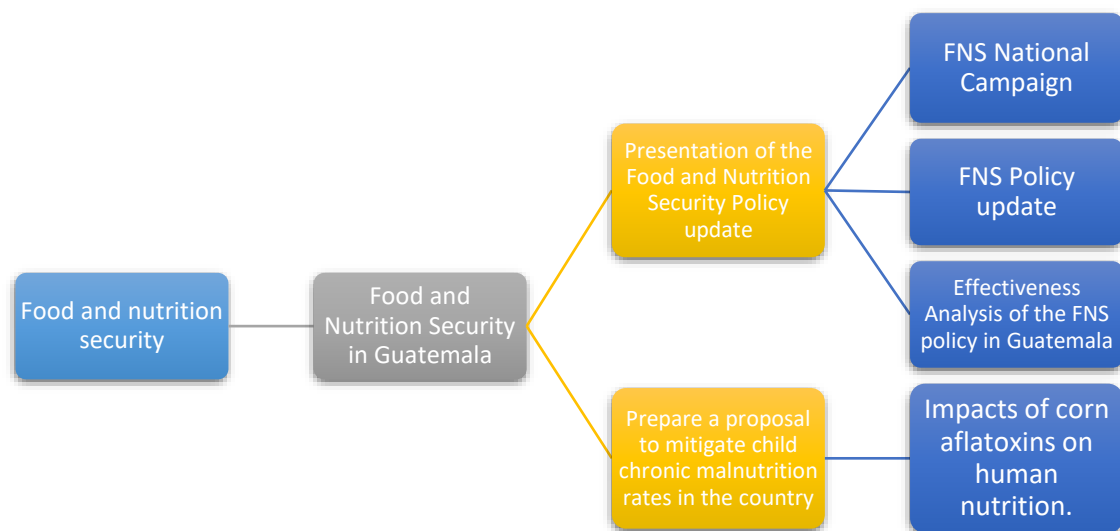 Food and nutrition
security
Food and
Nutrition Security
in Guatemala
Presentation of the
Food and Nutrition
Security Policy
update
Prepare a proposal
to mitigate child
chronic malnutrition
rates in the country
FNS National
Campaign
FNS Policy
update
Effectiveness
Analysis of the FNS
policy in Guatemala
Impacts of corn
aflatoxins on
human
nutrition.